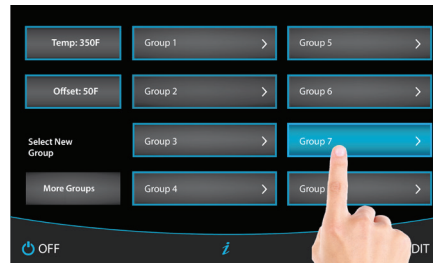 Temp: 350F
Group 1
Group 5
Offset: 50F
Group 2
Group 6
Select New
Group
Group 3
Group 7
More Groups
Group 4
Group
OFF
i
DIT